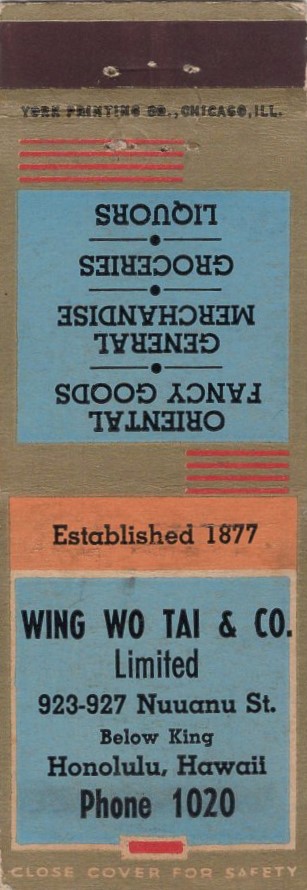 YORK PRINTING CO., CHICAGO, ILL.
ORIENTAL
FANCY GOODS
GENERAL
MERCHANDISE
GROCERIES
LIQUORS
Established 1877
WING WO TAI & CO.
Limited
923-927 Nuuanu St.
Below King
Honolulu, Hawaii
Phone 1020
CLOSE COVER FOR SAFETY